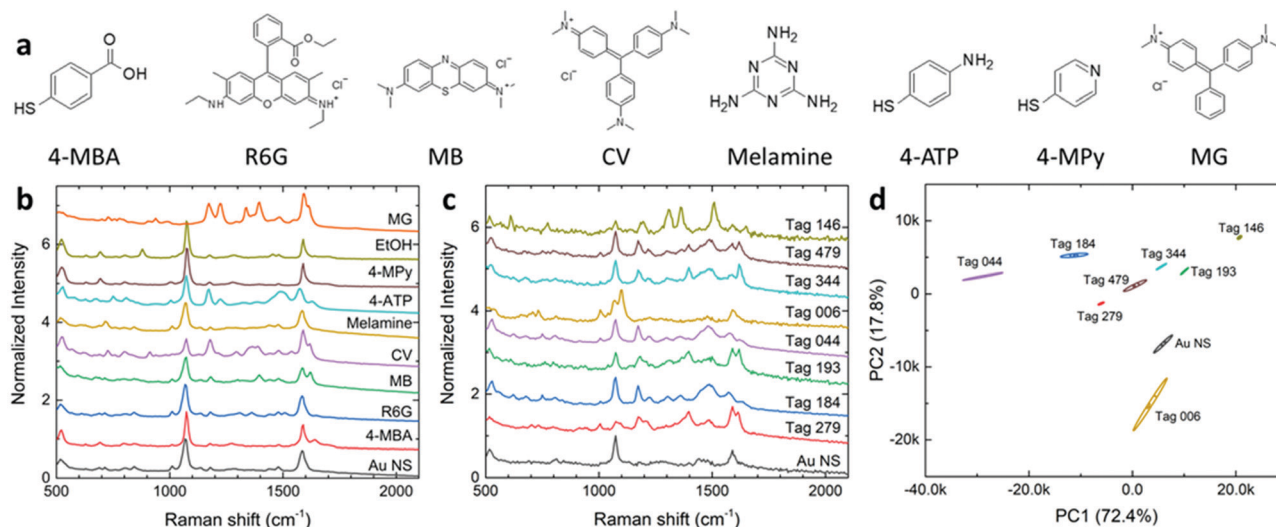 a
O
OH
HS
O
O
HN
O
NH⁺
Cl⁻
N
N
S
N⁺
Cl⁻
N⁺
N
N
Cl⁻
NH₂
N
N
H₂N
N
NH₂
NH₂
HS
N
HS
N⁺
N
Cl⁻
4-MBA R6G MB CV Melamine 4-ATP 4-MPy MG
b
Normalized Intensity
6
4
2
0
MG
EtOH
4-MPy
4-ATP
Melamine
CV
MB
R6G
4-MBA
Au NS
500 1000 1500 2000
Raman shift (cm⁻¹)
c
Normalized Intensity
6
4
2
0
Tag 146
Tag 479
Tag 344
Tag 006
Tag 044
Tag 193
Tag 184
Tag 279
Au NS
500 1000 1500 2000
Raman shift (cm⁻¹)
d
PC2 (17.8%)
10k
0
-10k
-20k
Tag 146
Tag 184
Tag 344
Tag 044
Tag 479
Tag 193
Tag 279
Au NS
Tag 006
-40.0k -20.0k 0.0 20.0k
PC1 (72.4%)